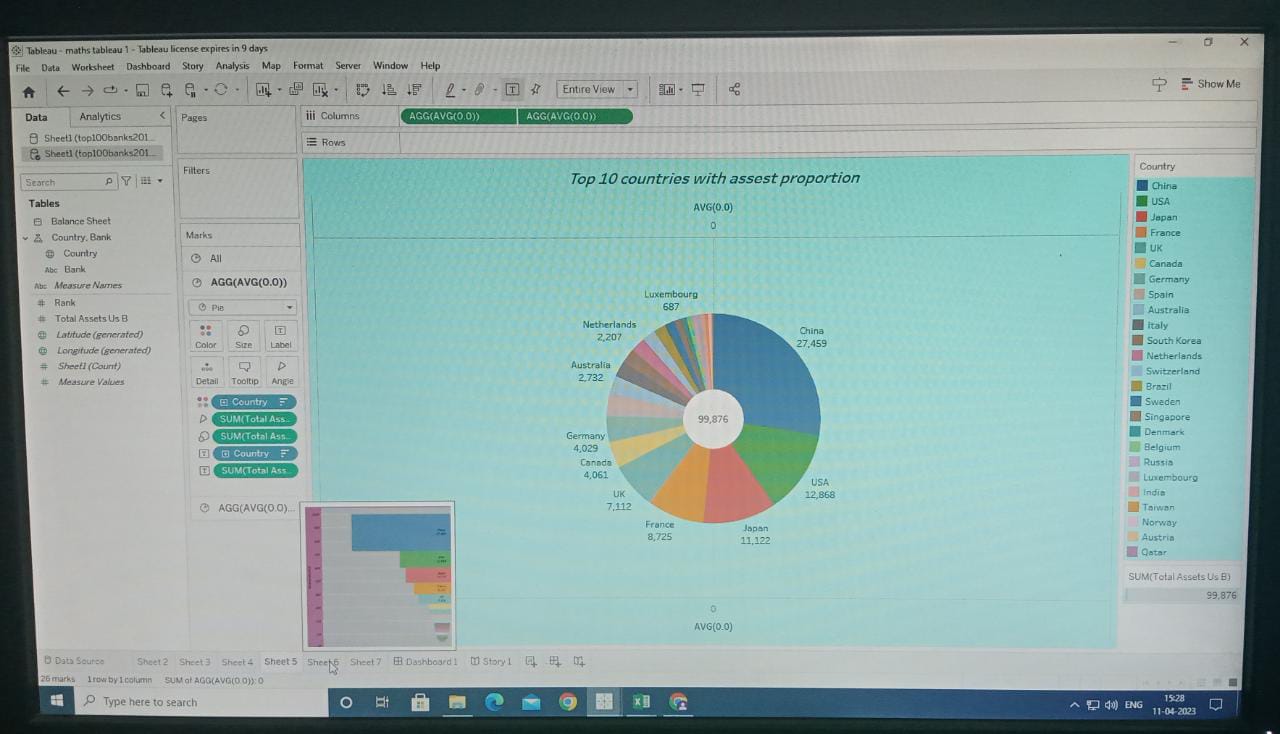 Tableau - maths tableau 1 - Tableau license expires in 9 days
File Data Worksheet Dashboard Story Analysis Map Format Server Window Help
Entire View
Show Me
Data Analytics
Sheet1 (top100banks201...
Sheet1 (top100banks201...
Search
Tables
Balance Sheet
Country, Bank
Country
Abc Bank
Abc Measure Names
# Rank
# Total Assets Us B
Latitude (generated)
Longitude (generated)
# Sheet1 (Count)
# Measure Values
Pages
Filters
Marks
All
AGG(AVG(0.0))
Pie
Color Size Label
Detail Tooltip Angle
Country
SUM(Total Ass..
SUM(Total Ass..
Country
SUM(Total Ass..
AGG(AVG(0.0)...
Columns AGG(AVG(0.0)) AGG(AVG(0.0))
Rows
Top 10 countries with assest proportion
AVG(0.0)
0
Luxembourg
687
Netherlands
2,207
Australia
2,732
Germany
4,029
Canada
4,061
UK
7,112
France
8,725
Japan
11,122
USA
12,868
China
27,459
99,876
0
AVG(0.0)
Country
China
USA
Japan
France
UK
Canada
Germany
Spain
Australia
Italy
South Korea
Netherlands
Switzerland
Brazil
Sweden
Singapore
Denmark
Belgium
Russia
Luxembourg
India
Taiwan
Norway
Austria
Qatar
SUM(Total Assets Us B)
99,876
Data Source Sheet 2 Sheet 3 Sheet 4 Sheet 5 Sheet 6 Sheet 7 Dashboard 1 Story 1
26 marks 1 row by 1 column SUM of AGG(AVG(0.0)): 0
Type here to search
ENG
15:28
11-04-2023